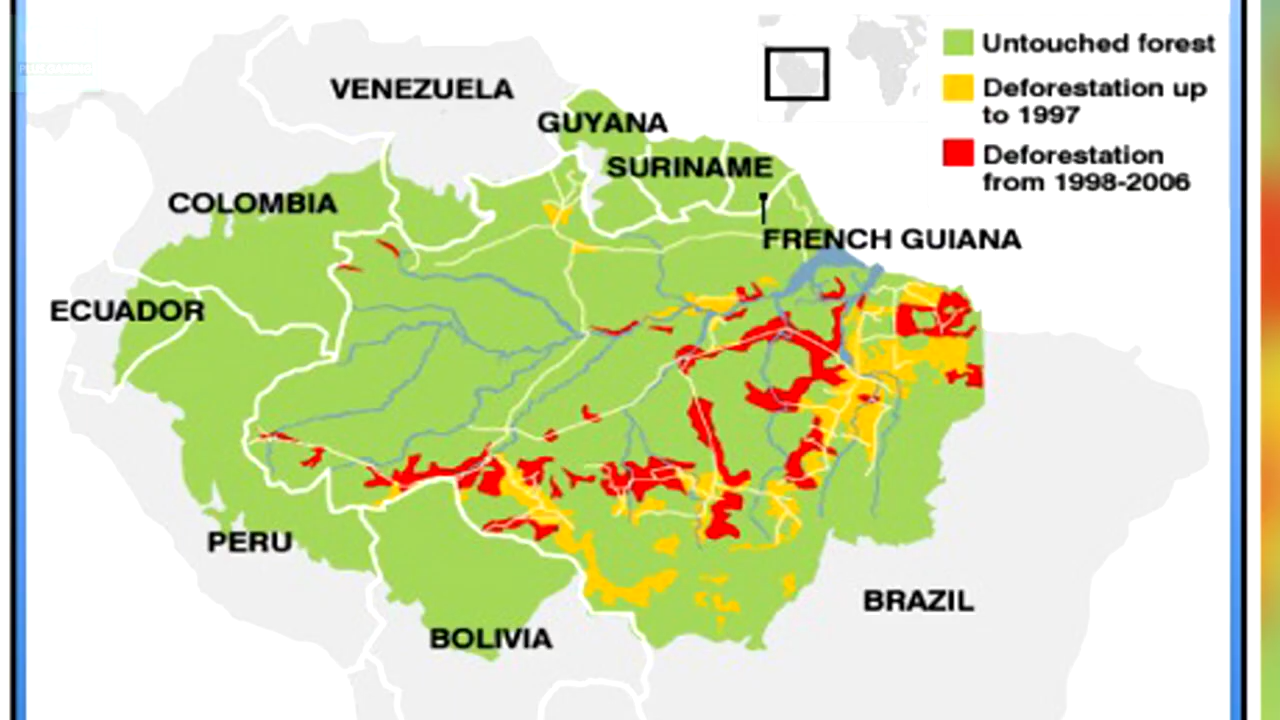 VENEZUELA
GUYANA
SURINAME
COLOMBIA
FRENCH GUIANA
ECUADOR
PERU
BOLIVIA
BRAZIL
Untouched forest
Deforestation up
to 1997
Deforestation
from 1998-2006